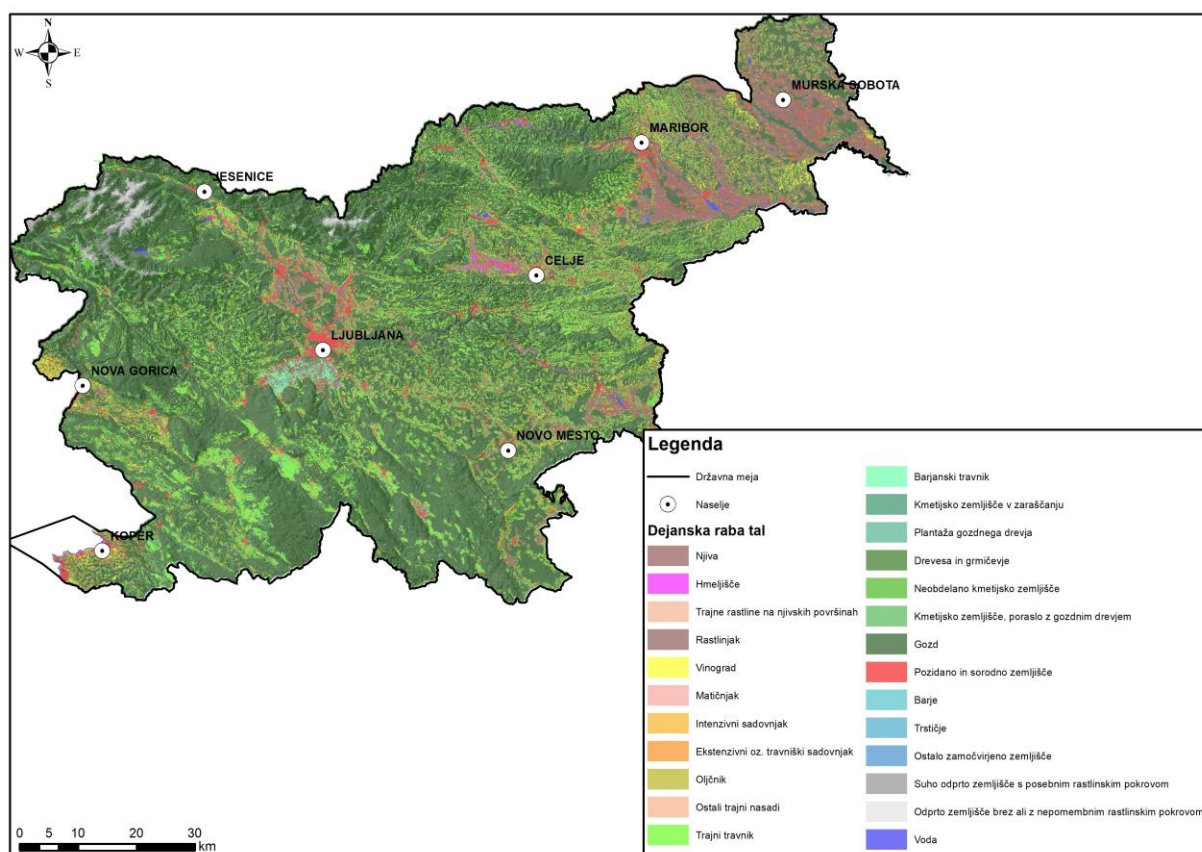 N
W
E
S
MURSKA SOBOTA
MARIBOR
JESENICE
CELJE
LJUBLJANA
NOVA GORICA
NOVO MESTO
KOPER
Legenda
Državna meja
Naselje
Dejanska raba tal
Njiva
Hmeljišče
Trajne rastline na njivskih površinah
Rastlinjak
Vinograd
Matičnjak
Intenzivni sadovnjak
Ekstenzivni oz. travniški sadovnjak
Oljčnik
Ostali trajni nasadi
Trajni travnik
Barjanski travnik
Kmetijsko zemljišče v zaraščanju
Plantaža gozdnega drevja
Drevesa in grmičevje
Neobdelano kmetijsko zemljišče
Kmetijsko zemljišče, poraslo z gozdnim drevjem
Gozd
Pozidano in sorodno zemljišče
Barje
Trstičje
Ostalo zamočvirjeno zemljišče
Suho odprto zemljišče s posebnim rastlinskim pokrovom
Odprto zemljišče brez ali z nepomembnim rastlinskim pokrovom
Voda
0 5 10 20 30
km